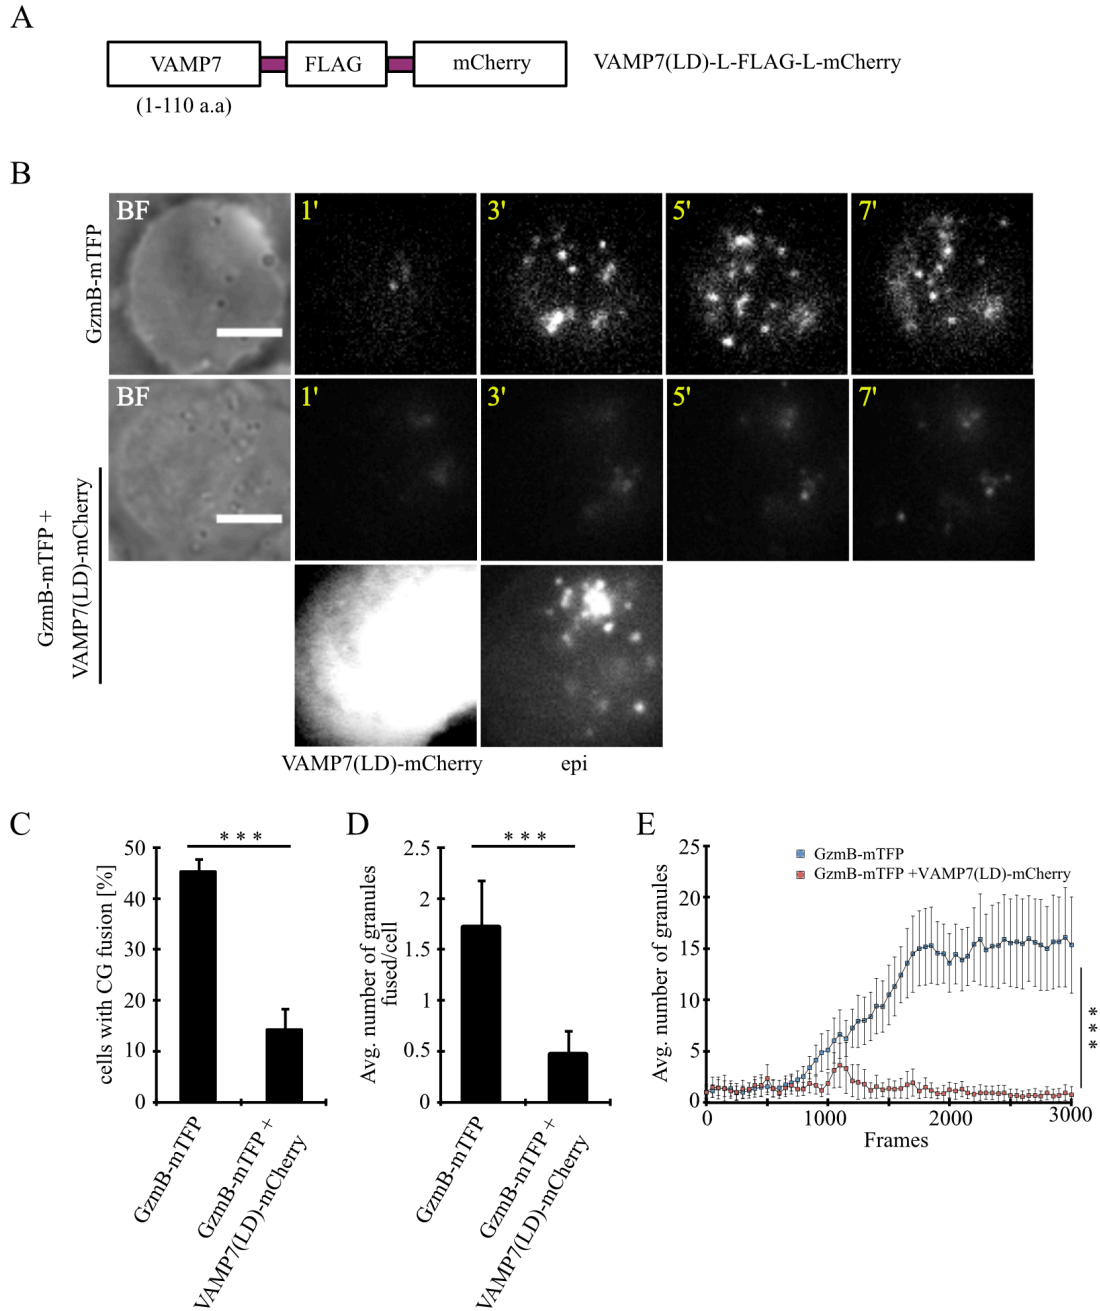 A
VAMP7
FLAG
mCherry
VAMP7(LD)-L-FLAG-L-mCherry
(1-110 a.a)
B
GzmB-mTFP
BF
1'
3'
5'
7'
GzmB-mTFP +
VAMP7(LD)-mCherry
BF
1'
3'
5'
7'
VAMP7(LD)-mCherry
epi
C
cells with CG fusion [%]
50
40
30
20
10
0
* * *
GzmB-mTFP
GzmB-mTFP +
VAMP7(LD)-mCherry
D
Avg. number of granules
fused/cell
2.5
2
1.5
1
0.5
0
* * *
GzmB-mTFP
GzmB-mTFP +
VAMP7(LD)-mCherry
E
Avg. number of granules
25
20
15
10
5
0
GzmB-mTFP
GzmB-mTFP +VAMP7(LD)-mCherry
* * *
0
1000
2000
3000
Frames